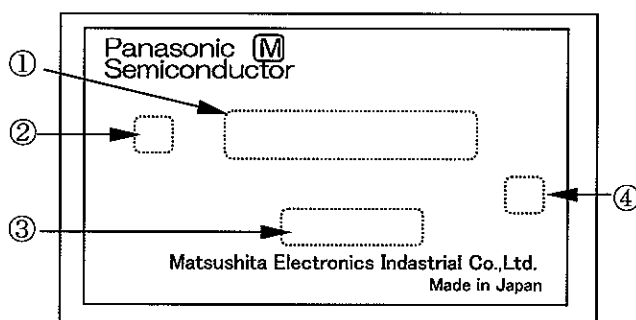 Panasonic M
Semiconductor
①
②
④
③
Matsushita Electronics Indastrial Co.,Ltd.
Made in Japan